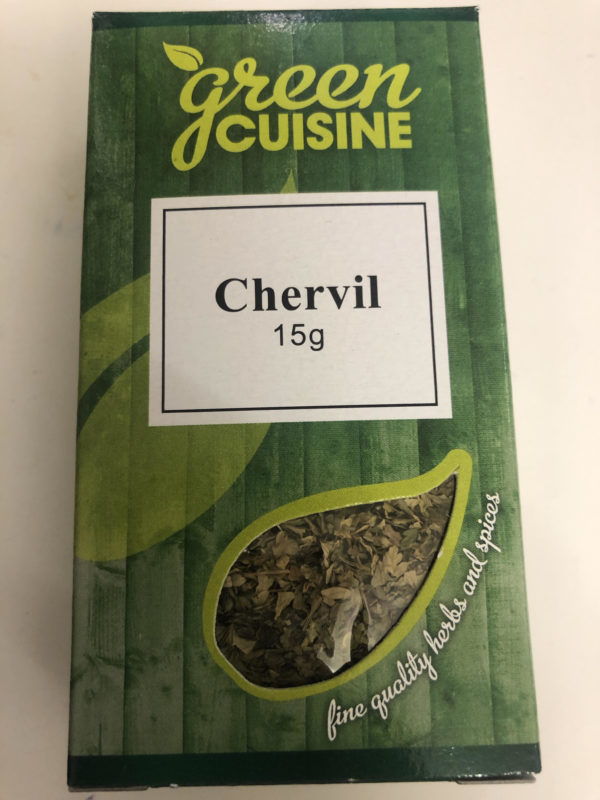 green
CUISINE
Chervil
15g
fine quality herbs and spices